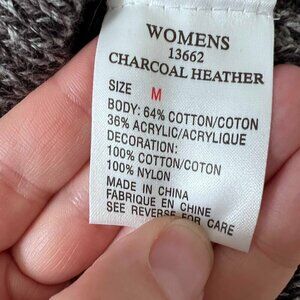 WOMENS
13662
CHARCOAL HEATHER
SIZE M
BODY: 64% COTTON/COTON
36% ACRYLIC/ACRYLIQUE
DECORATION:
100% COTTON/COTON
100% NYLON
MADE IN CHINA
FABRIQUE EN CHINE
SEE REVERSE FOR CARE